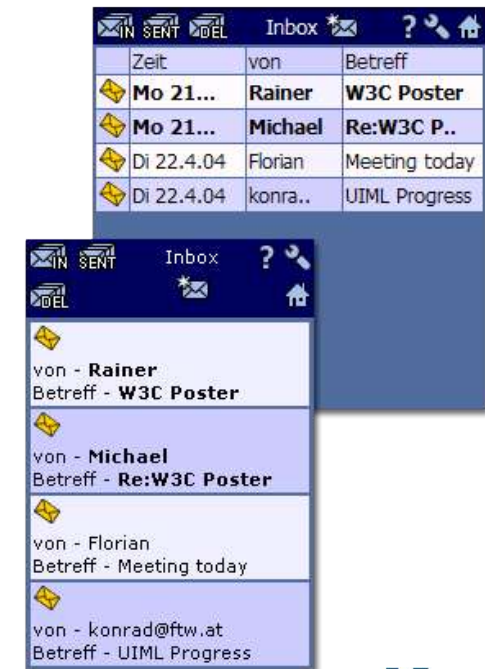 IN SENT DEL Inbox ?
Zeit von Betreff
Mo 21... Rainer W3C Poster
Mo 21... Michael Re:W3C P..
Di 22.4.04 Florian Meeting today
Di 22.4.04 konra.. UIML Progress
IN SENT Inbox ?
DEL
von - Rainer
Betreff - W3C Poster
von - Michael
Betreff - Re:W3C Poster
von - Florian
Betreff - Meeting today
von - konrad@ftw.at
Betreff - UIML Progress